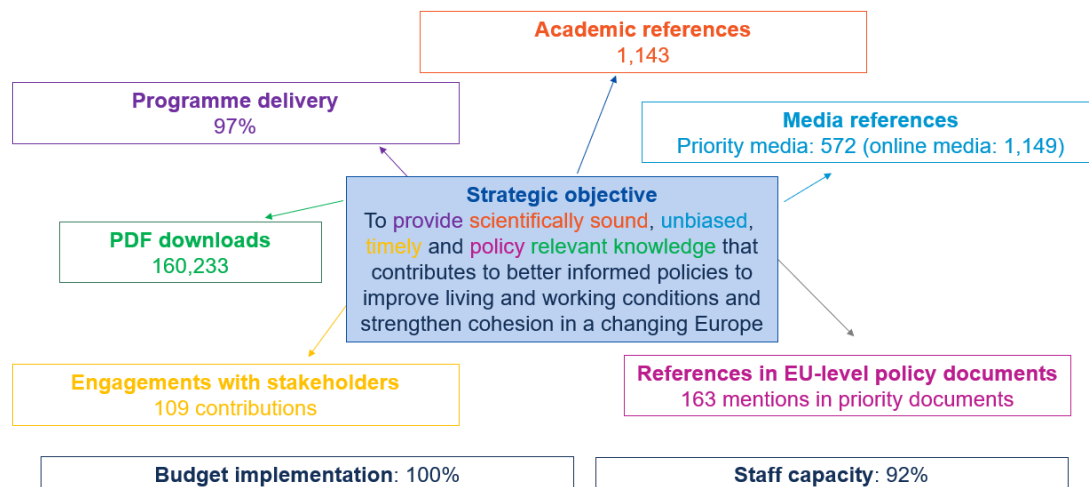 Academic references
1,143
Programme delivery
97%
Media references
Priority media: 572 (online media: 1,149)
Strategic objective
To provide scientifically sound, unbiased,
timely and policy relevant knowledge that
contributes to better informed policies to
improve living and working conditions and
strengthen cohesion in a changing Europe
PDF downloads
160,233
Engagements with stakeholders
109 contributions
References in EU-level policy documents
163 mentions in priority documents
Budget implementation: 100%
Staff capacity: 92%